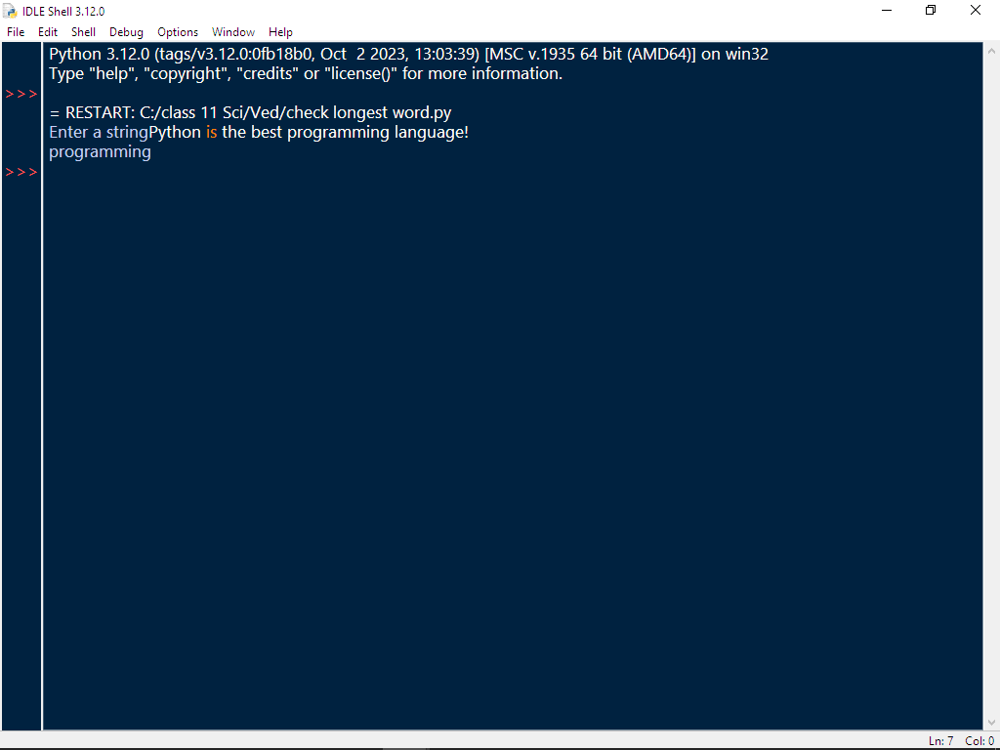 IDLE Shell 3.12.0
File Edit Shell Debug Options Window Help
Python 3.12.0 (tags/v3.12.0:0fb18b0, Oct  2 2023, 13:03:39) [MSC v.1935 64 bit (AMD64)] on win32
Type "help", "copyright", "credits" or "license()" for more information.
>>>
= RESTART: C:/class 11 Sci/Ved/check longest word.py
Enter a stringPython is the best programming language!
programming
>>>
Ln: 7 Col: 0